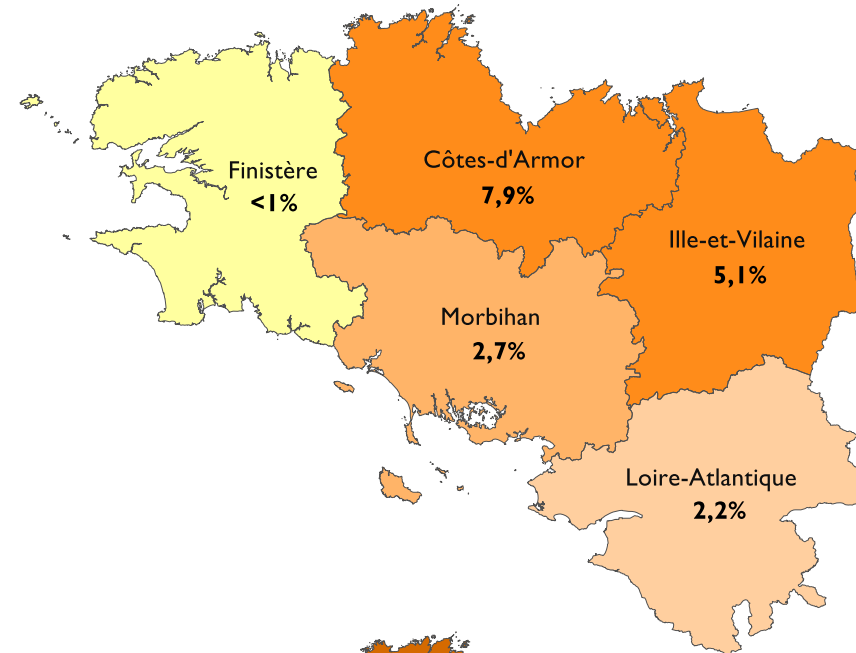 Finistère
<1%
Côtes-d'Armor
7,9%
Ille-et-Vilaine
5,1%
Morbihan
2,7%
Loire-Atlantique
2,2%